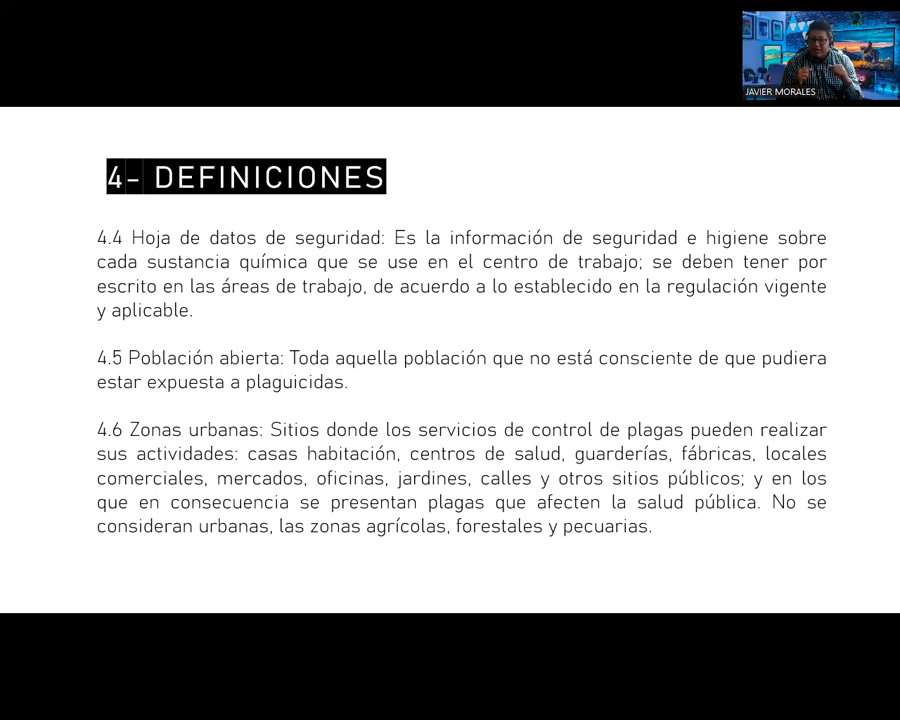 JAVIER MORALES
4- DEFINICIONES
4.4 Hoja de datos de seguridad: Es la información de seguridad e higiene sobre
cada sustancia química que se use en el centro de trabajo; se deben tener por
escrito en las áreas de trabajo, de acuerdo a lo establecido en la regulación vigente
y aplicable.
4.5 Población abierta: Toda aquella población que no está consciente de que pudiera
estar expuesta a plaguicidas.
4.6 Zonas urbanas: Sitios donde los servicios de control de plagas pueden realizar
sus actividades: casas habitación, centros de salud, guarderías, fábricas, locales
comerciales, mercados, oficinas, jardines, calles y otros sitios públicos; y en los
que en consecuencia se presentan plagas que afecten la salud pública. No se
consideran urbanas, las zonas agrícolas, forestales y pecuarias.